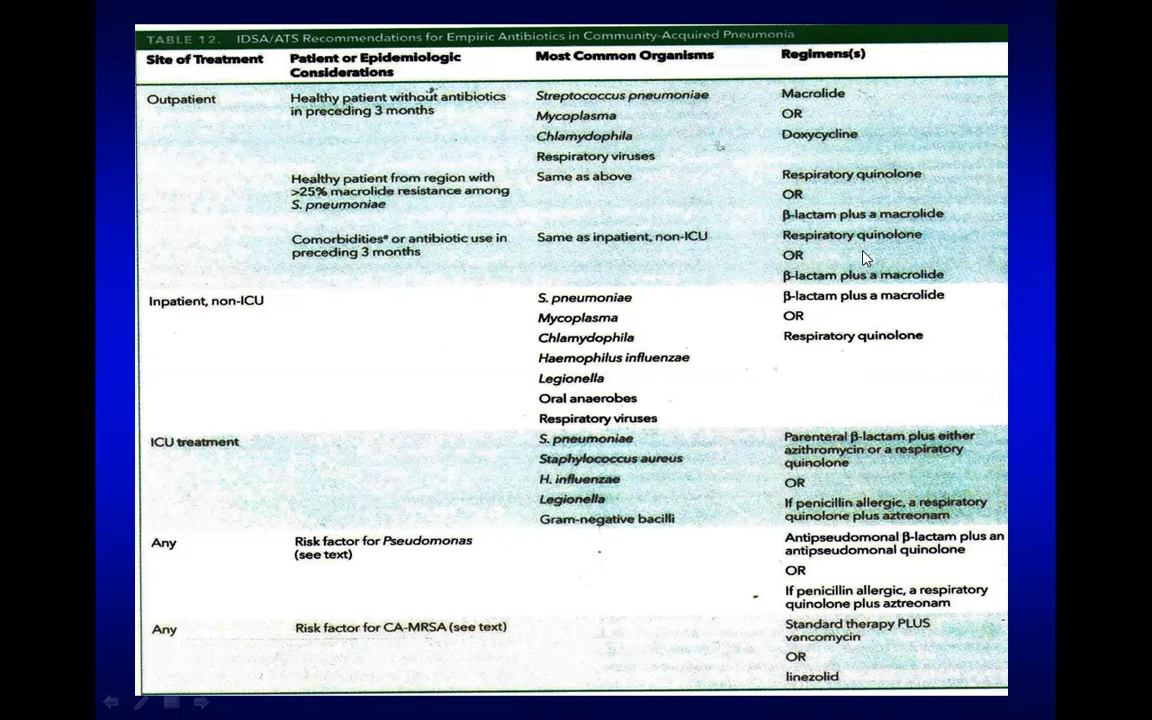 TABLE 12. IDSA/ATS Recommendations for Empiric Antibiotics in Community-Acquired Pneumonia
Site of Treatment
Patient or Epidemiologic
Considerations
Most Common Organisms
Regimens(s)
Outpatient
Healthy patient without antibiotics
in preceding 3 months
Streptococcus pneumoniae
Mycoplasma
Chlamydophila
Respiratory viruses
Macrolide
OR
Doxycycline
Healthy patient from region with
>25% macrolide resistance among
S. pneumoniae
Same as above
Respiratory quinolone
OR
β-lactam plus a macrolide
Comorbiditiesª or antibiotic use in
preceding 3 months
Same as inpatient, non-ICU
Respiratory quinolone
OR
β-lactam plus a macrolide
Inpatient, non-ICU
S. pneumoniae
Mycoplasma
Chlamydophila
Haemophilus influenzae
Legionella
Oral anaerobes
Respiratory viruses
β-lactam plus a macrolide
OR
Respiratory quinolone
ICU treatment
S. pneumoniae
Staphylococcus aureus
H. influenzae
Legionella
Gram-negative bacilli
Parenteral β-lactam plus either
azithromycin or a respiratory
quinolone
OR
If penicillin allergic, a respiratory
quinolone plus aztreonam
Any
Risk factor for Pseudomonas
(see text)
Antipseudomonal β-lactam plus an
antipseudomonal quinolone
OR
If penicillin allergic, a respiratory
quinolone plus aztreonam
Any
Risk factor for CA-MRSA (see text)
Standard therapy PLUS
vancomycin
OR
linezolid